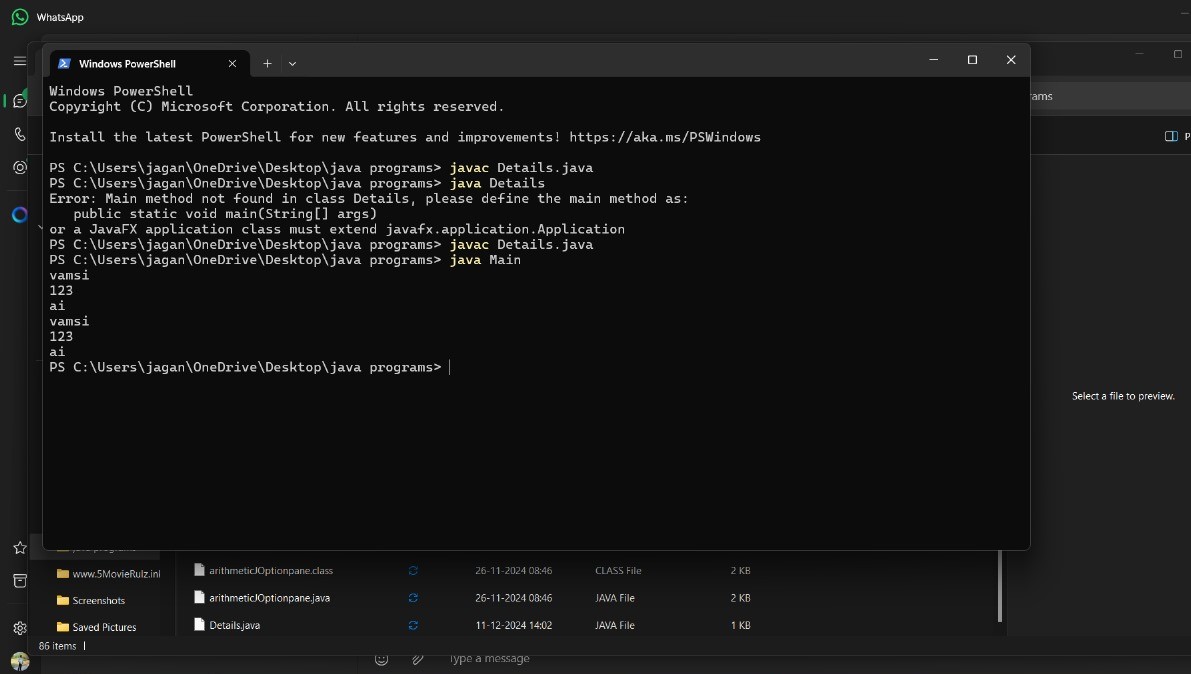 WhatsApp
Windows PowerShell
Windows PowerShell
Copyright (C) Microsoft Corporation. All rights reserved.
Install the latest PowerShell for new features and improvements! https://aka.ms/PSWindows
PS C:\Users\jagan\OneDrive\Desktop\java programs> javac Details.java
PS C:\Users\jagan\OneDrive\Desktop\java programs> java Details
Error: Main method not found in class Details, please define the main method as:
public static void main(String[] args)
or a JavaFX application class must extend javafx.application.Application
PS C:\Users\jagan\OneDrive\Desktop\java programs> javac Details.java
PS C:\Users\jagan\OneDrive\Desktop\java programs> java Main
vamsi
123
ai
vamsi
123
ai
PS C:\Users\jagan\OneDrive\Desktop\java programs>
rams
P
Select a file to preview.
arithmeticJOptionpane.class 26-11-2024 08:46 CLASS File 2 KB
www.5MovieRulz.inl
arithmeticJOptionpane.java 26-11-2024 08:46 JAVA File 2 KB
Screenshots
Details.java 11-12-2024 14:02 JAVA File 1 KB
Saved Pictures
86 items
Type a message